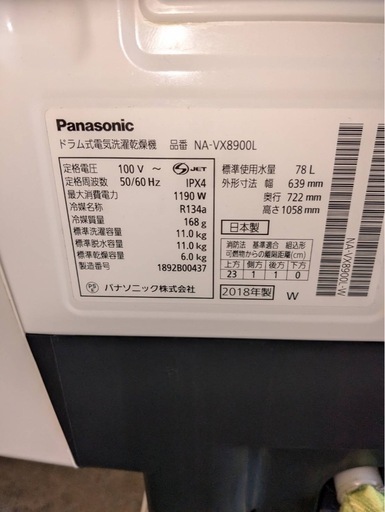 Panasonic
ドラム式電気洗濯乾燥機 品番 NA-VX8900L
定格電圧 100 V ～ S JET
定格周波数 50/60 Hz IPX4
最大消費電力 1190 W
冷媒名称 R134a
冷媒質量 168 g
標準洗濯容量 11.0 kg
標準脱水容量 11.0 kg
標準乾燥容量 6.0 kg
製造番号 1892B00437
PS E パナソニック株式会社
標準使用水量 78 L
外形寸法 幅 639 mm
奥行 722 mm
高さ 1058 mm
日本製
消防法 基準適合 組込形
可燃物からの離隔距離(cm)
上方 側方 後方 下方
23 1 1 0
2018年製 W
NA-VX8900L-W